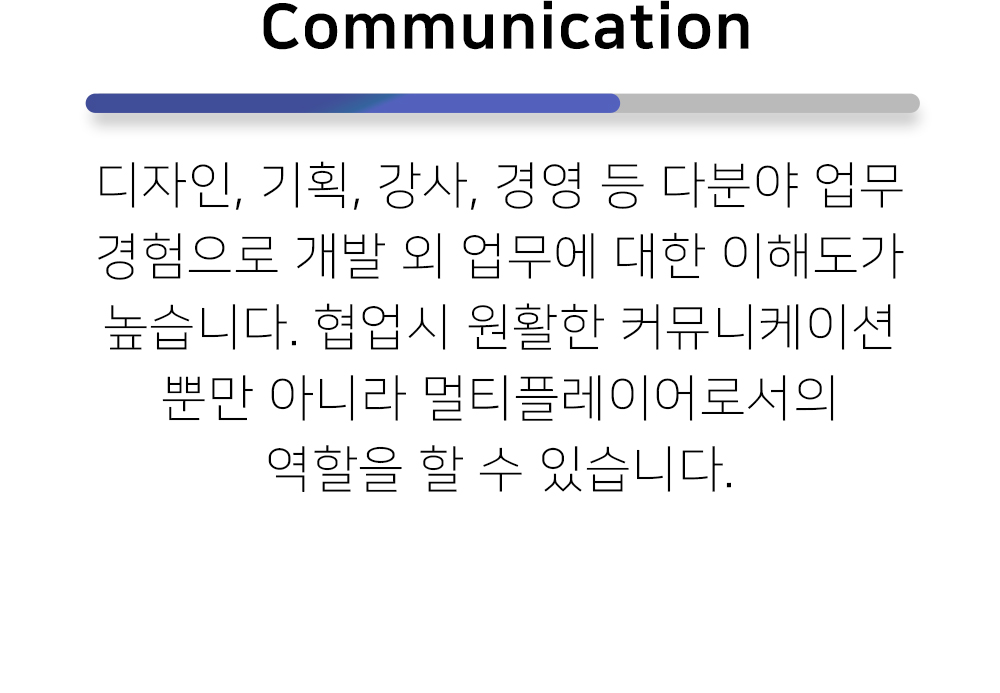 Communication
디자인, 기획, 강사, 경영 등 다분야 업무
경험으로 개발 외 업무에 대한 이해도가
높습니다. 협업시 원활한 커뮤니케이션
뿐만 아니라 멀티플레이어로서의
역할을 할 수 있습니다.